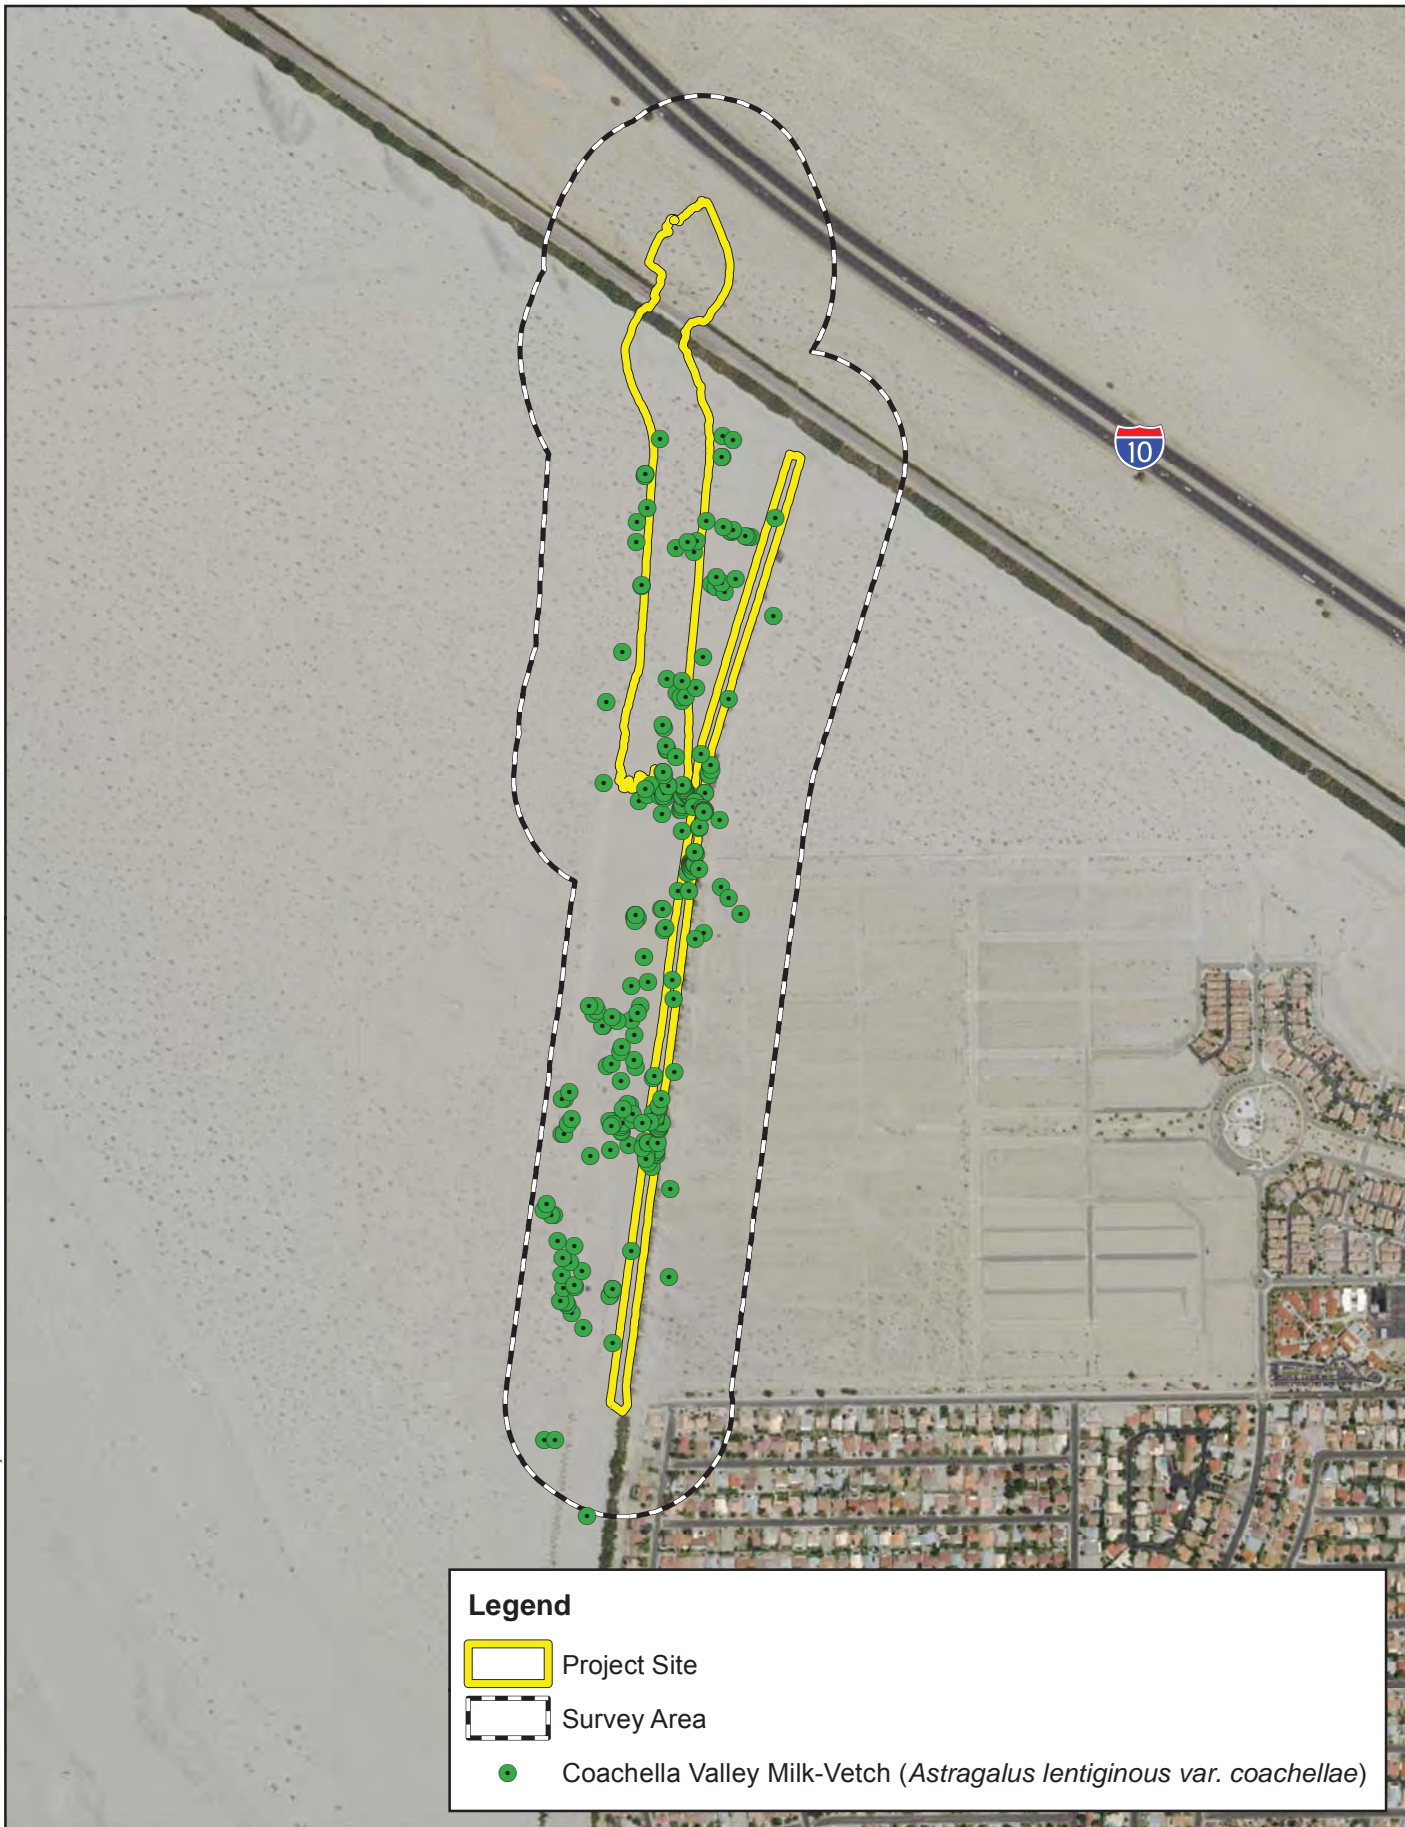 10
Legend
Project Site
Survey Area
Coachella Valley Milk-Vetch (Astragalus lentiginous var. coachellae)